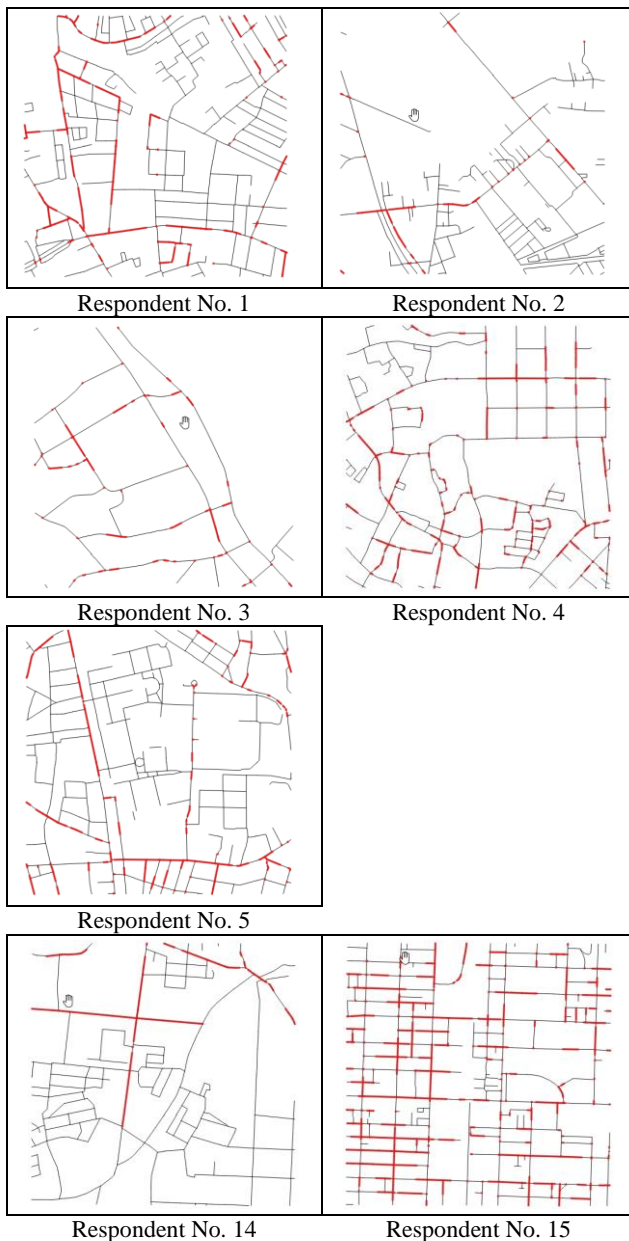 Respondent No. 1
Respondent No. 2
Respondent No. 3
Respondent No. 4
Respondent No. 5
Respondent No. 14
Respondent No. 15